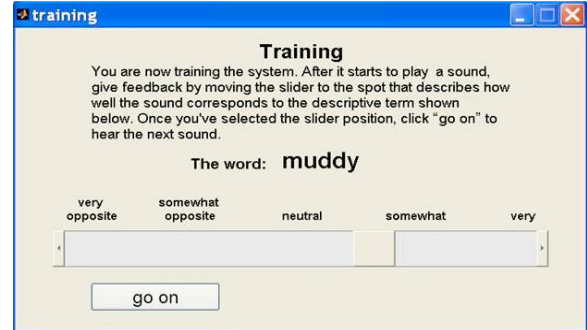 training
Training
You are now training the system. After it starts to play a sound,
give feedback by moving the slider to the spot that describes how
well the sound corresponds to the descriptive term shown
below. Once you've selected the slider position, click “go on” to
hear the next sound.
The word: muddy
very opposite somewhat opposite neutral somewhat very
go on